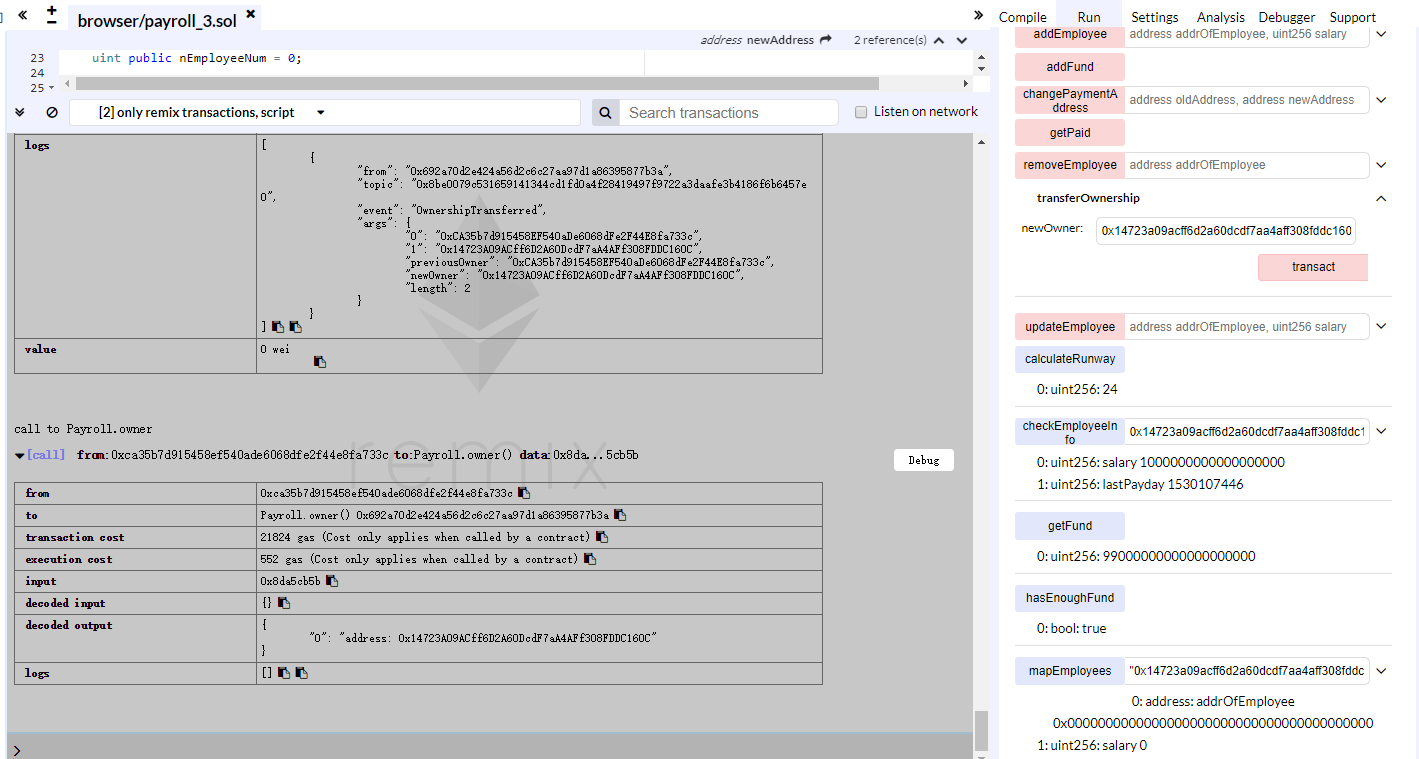 browser/payroll_3.sol
address newAddress 2 reference(s)
23 uint public nEmployeeNum = 0;
24
25
[2] only remix transactions, script
Search transactions
Listen on network
logs
[
{
"from": "0x692a70d2e424a56d2c6c27aa97d1a86395877b3a",
"topic": "0x8be0079c531659141344cd1fd0a4f28419497f9722a3daafe3b4186f6b6457e
0",
"event": "OwnershipTransferred",
"args": {
"0": "0xCA35b7d915458EF540aDe6068dFe2F44E8fa733c",
"1": "0x14723A09ACff6D2A60DcdF7aA4AFf308FDDC160C",
"previousOwner": "0xCA35b7d915458EF540aDe6068dFe2F44E8fa733c",
"newOwner": "0x14723A09ACff6D2A60DcdF7aA4AFf308FDDC160C",
"length": 2
}
}
]
value 0 wei
remix
call to Payroll.owner
[call] from:0xca35b7d915458ef540ade6068dfe2f44e8fa733c to:Payroll.owner() data:0x8da...5cb5b
Debug
from 0xca35b7d915458ef540ade6068dfe2f44e8fa733c
to Payroll.owner() 0x692a70d2e424a56d2c6c27aa97d1a86395877b3a
transaction cost 21824 gas (Cost only applies when called by a contract)
execution cost 552 gas (Cost only applies when called by a contract)
input 0x8da5cb5b
decoded input {}
decoded output {
"0": "address: 0x14723A09ACff6D2A60DcdF7aA4AFf308FDDC160C"
}
logs []
>
Compile Run Settings Analysis Debugger Support
addEmployee address addrOfEmployee, uint256 salary
addFund
changePaymentA
ddress
address oldAddress, address newAddress
getPaid
removeEmployee address addrOfEmployee
transferOwnership
newOwner: 0x14723a09acff6d2a60dcdf7aa4aff308fddc160
transact
updateEmployee address addrOfEmployee, uint256 salary
calculateRunway
0: uint256: 24
checkEmployeeIn
fo
0x14723a09acff6d2a60dcdf7aa4aff308fddc1
0: uint256: salary 1000000000000000000
1: uint256: lastPayday 1530107446
getFund
0: uint256: 99000000000000000000
hasEnoughFund
0: bool: true
mapEmployees "0x14723a09acff6d2a60dcdf7aa4aff308fddc
0: address: addrOfEmployee
0x0000000000000000000000000000000000000000
1: uint256: salary 0